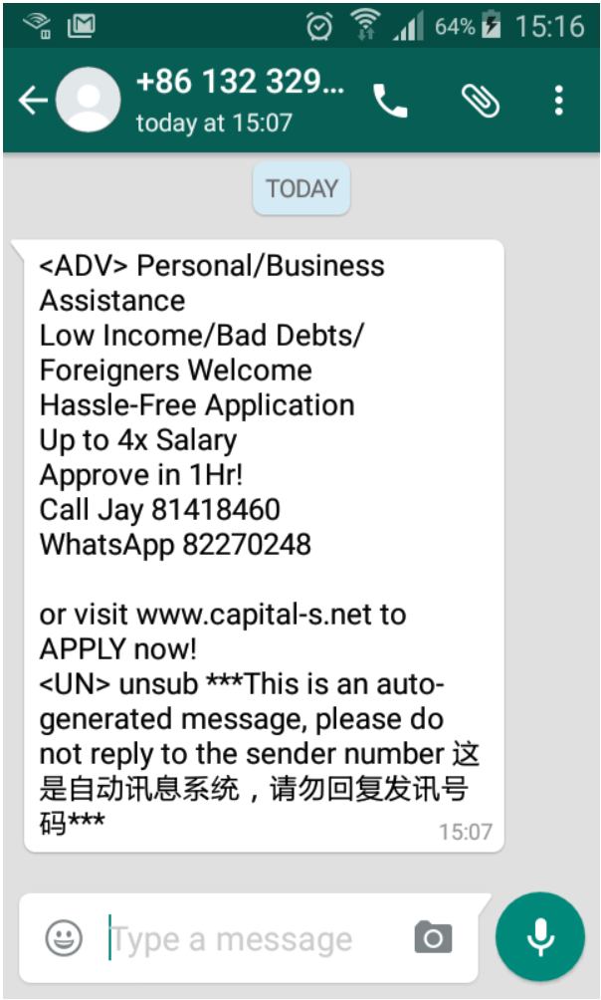 64% 15:16
+86 132 329...
today at 15:07
TODAY
<ADV> Personal/Business
Assistance
Low Income/Bad Debts/
Foreigners Welcome
Hassle-Free Application
Up to 4x Salary
Approve in 1Hr!
Call Jay 81418460
WhatsApp 82270248
or visit www.capital-s.net to
APPLY now!
<UN> unsub ***This is an auto-
generated message, please do
not reply to the sender number 这
是自动讯息系统，请勿回复发讯号
码***
15:07
Type a message